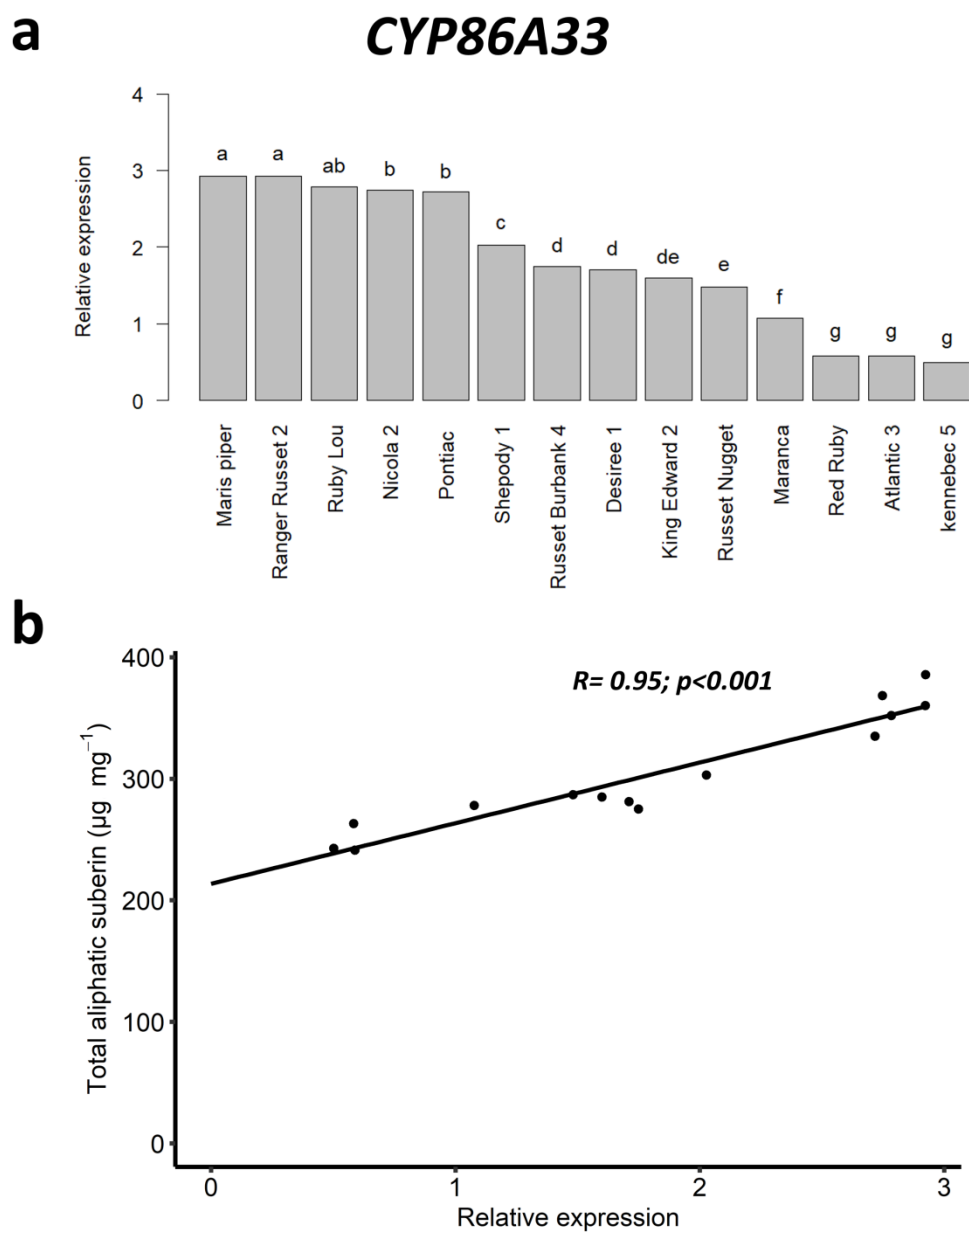 a
CYP86A33
Relative expression
4
3
2
1
0
a a ab b b c d d de e f g g g
Maris piper
Ranger Russet 2
Ruby Lou
Nicola 2
Pontiac
Shepody 1
Russet Burbank 4
Desiree 1
King Edward 2
Russet Nugget
Maranca
Red Ruby
Atlantic 3
kennebec 5
b
R= 0.95; p<0.001
Total aliphatic suberin (µg mg⁻¹)
400
300
200
100
0
0 1 2 3
Relative expression